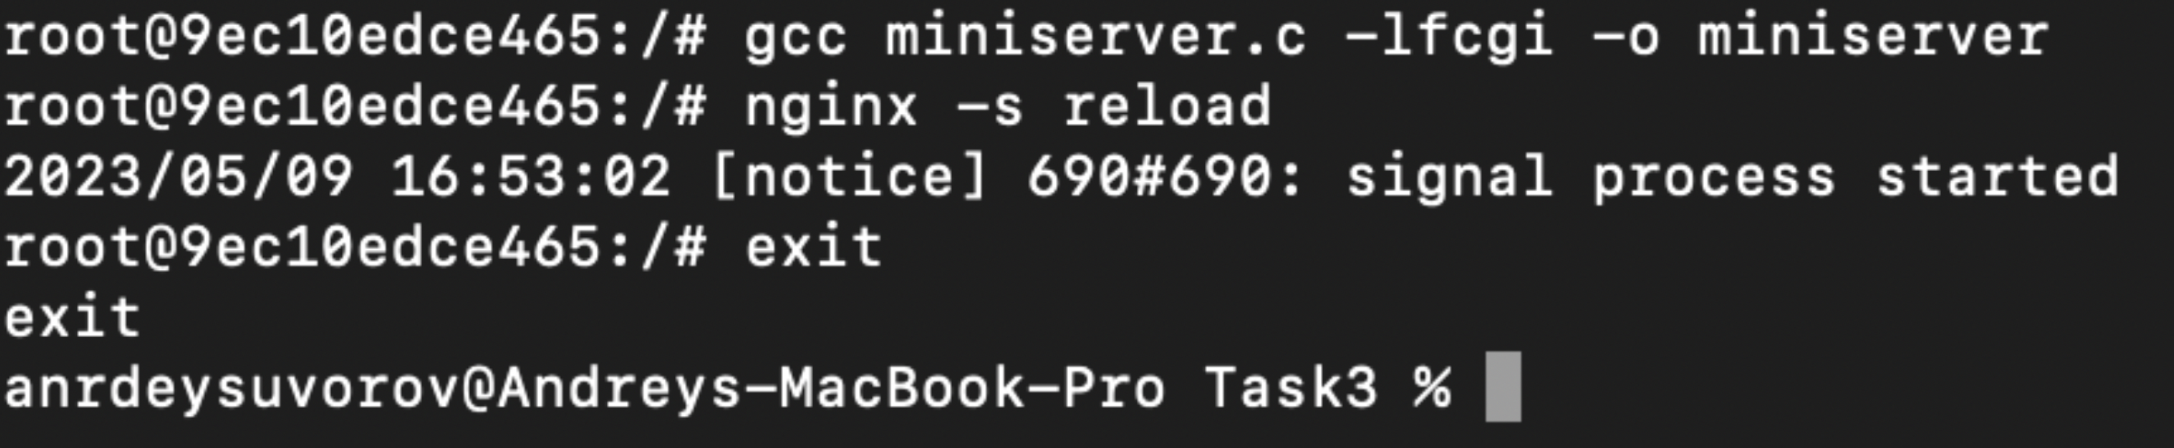 root@9ec10edce465:/# gcc miniserver.c -lfcgi -o miniserver
root@9ec10edce465:/# nginx -s reload
2023/05/09 16:53:02 [notice] 690#690: signal process started
root@9ec10edce465:/# exit
exit
anrdeysuvorov@Andreys-MacBook-Pro Task3 %